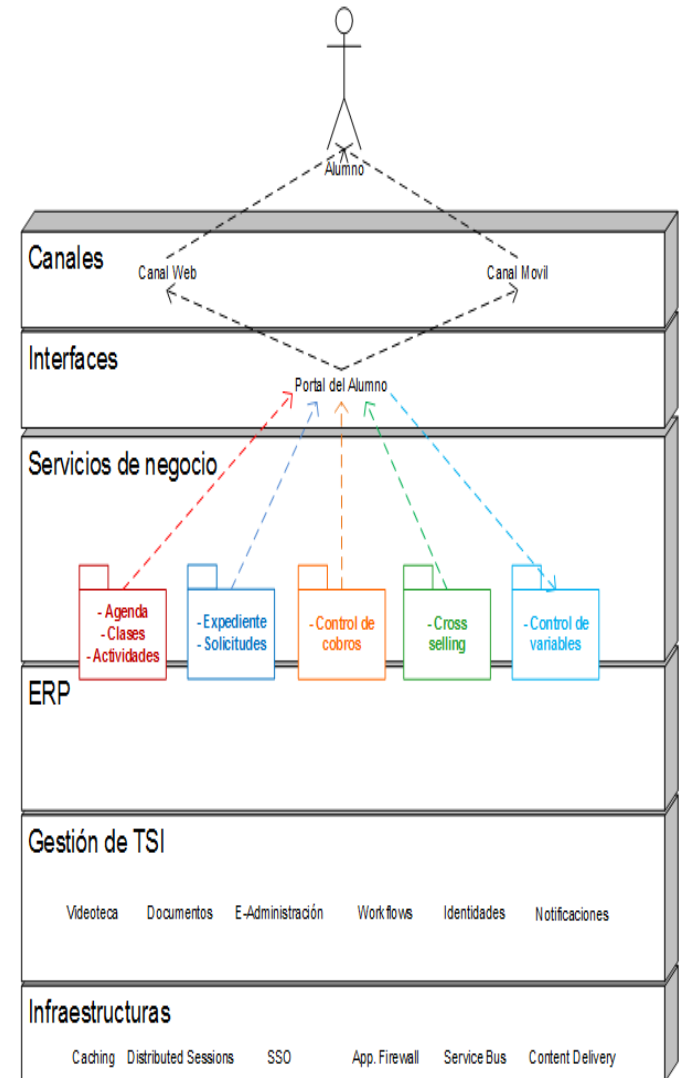 Alumno
Canales
Canal Web
Canal Movil
Interfaces
Portal del Alumno
Servicios de negocio
- Agenda
- Clases
- Actividades
- Expediente
- Solicitudes
- Control de
cobros
- Cross
selling
- Control de
variables
ERP
Gestión de TSI
Videoteca Documentos E-Administración Workflows Identidades Notificaciones
Infraestructuras
Caching Distributed Sessions SSO App. Firewall Service Bus Content Delivery